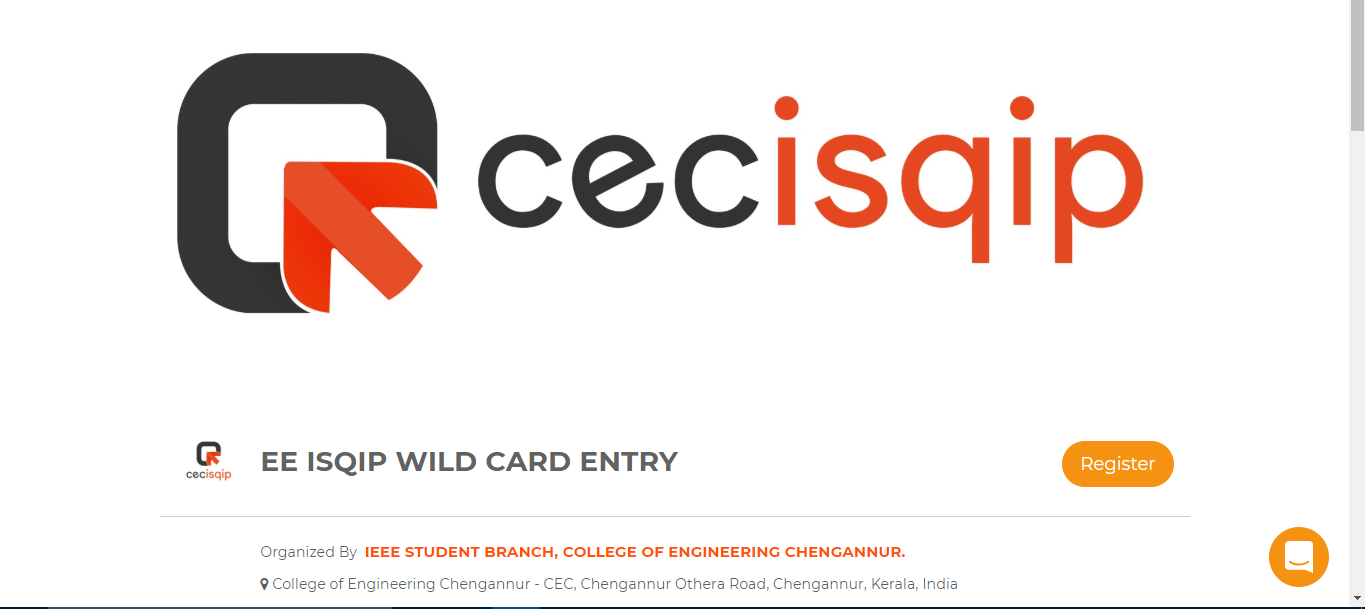 cecisqip
cecisqip
EE ISQIP WILD CARD ENTRY
Register
Organized By IEEE STUDENT BRANCH, COLLEGE OF ENGINEERING CHENGANNUR.
College of Engineering Chengannur - CEC, Chengannur Othera Road, Chengannur, Kerala, India